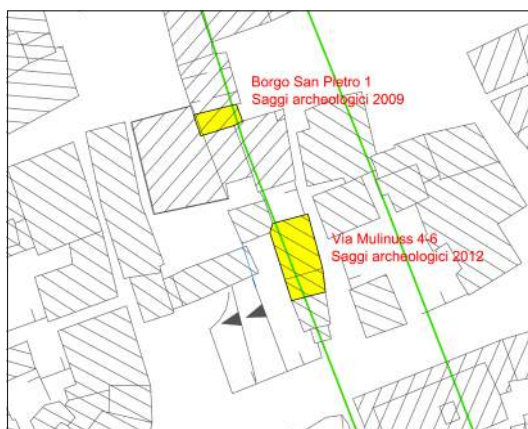 Borgo San Pietro 1
Saggi archeologici 2009
Via Mulinuss 4-6
Saggi archeologici 2012